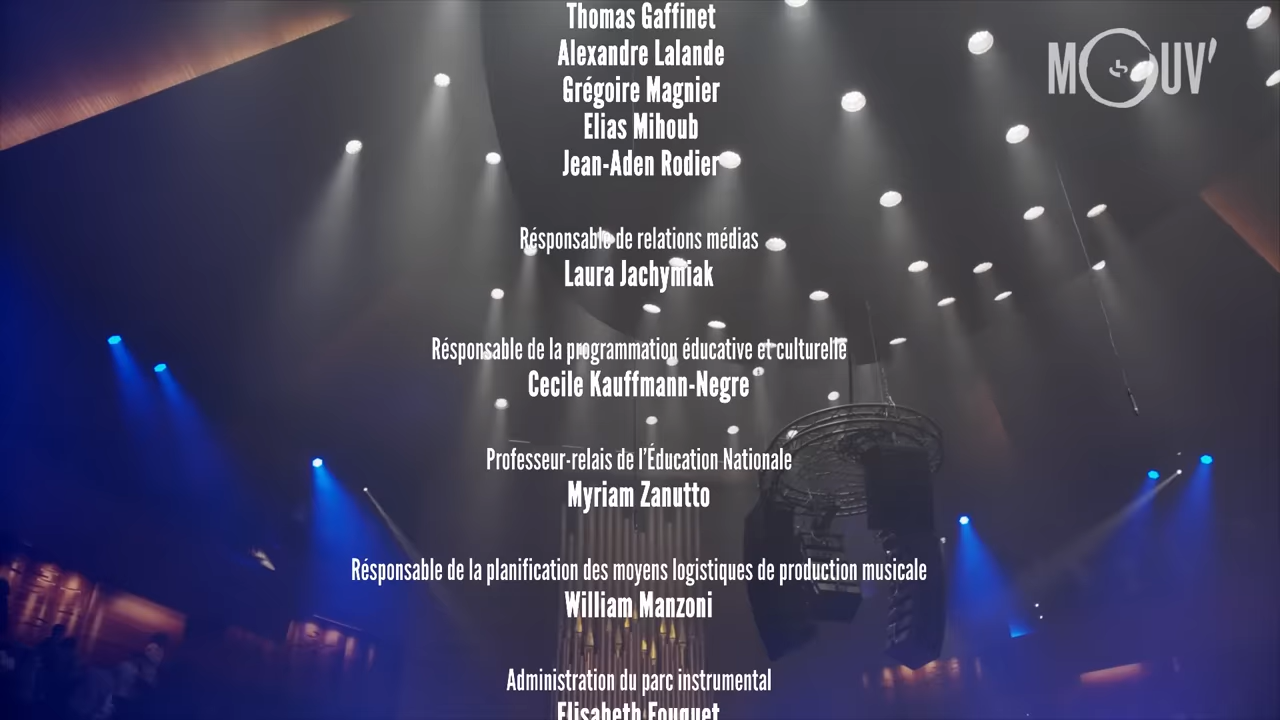 Thomas Gaffinet
MOUV'
Alexandre Lalande
Grégoire Magnier
Elias Mihoub
Jean-Aden Rodier
Résponsable de relations médias
Laura Jachymiak
Résponsable de la programmation éducative et culturelle
Cecile Kauffmann-Negre
Professeur-relais de l'Éducation Nationale
Myriam Zanutto
Résponsable de la planification des moyens logistiques de production musicale
William Manzoni
Administration du parc instrumental
Elisabeth Fouquet